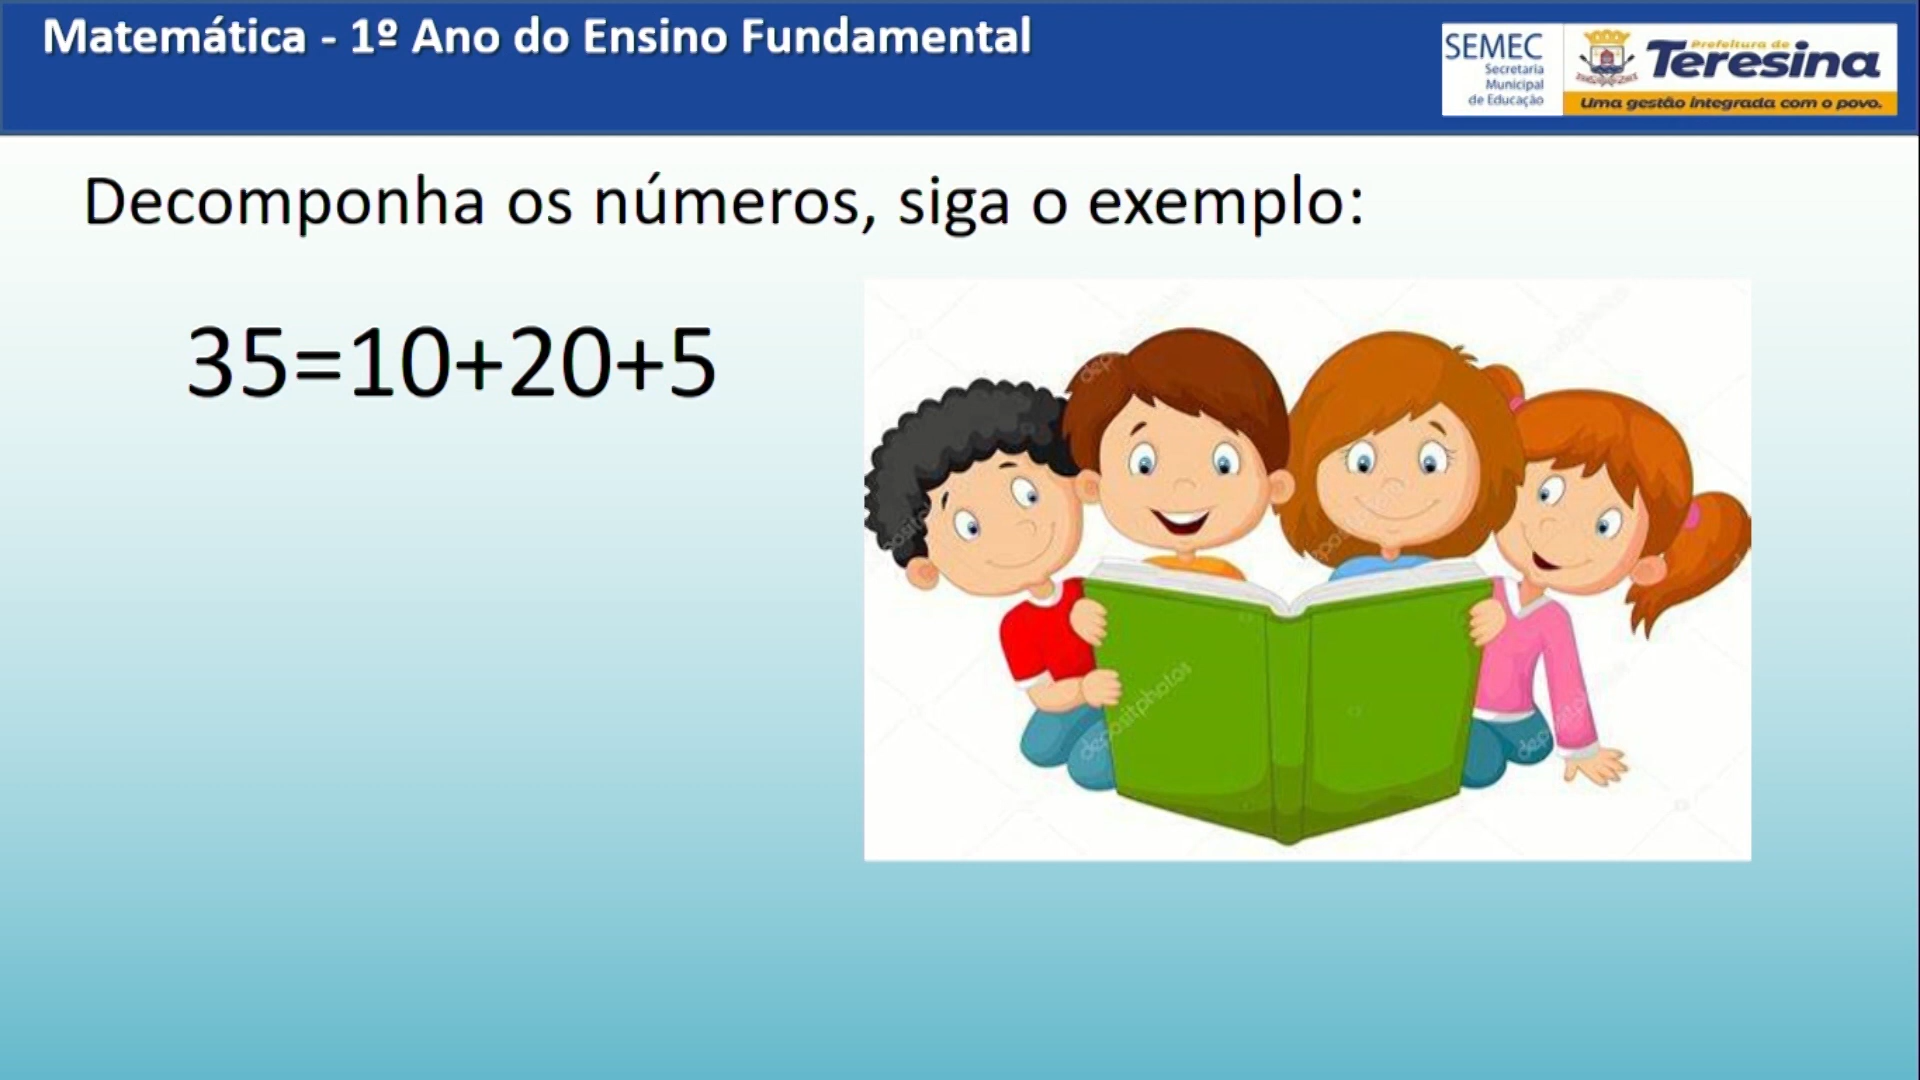 Matemática - 1º Ano do Ensino Fundamental
SEMEC
Secretaria
Municipal
de Educação
Prefeitura de
Teresina
Uma gestão integrada com o povo.
Decomponha os números, siga o exemplo:
35=10+20+5
depositphotos